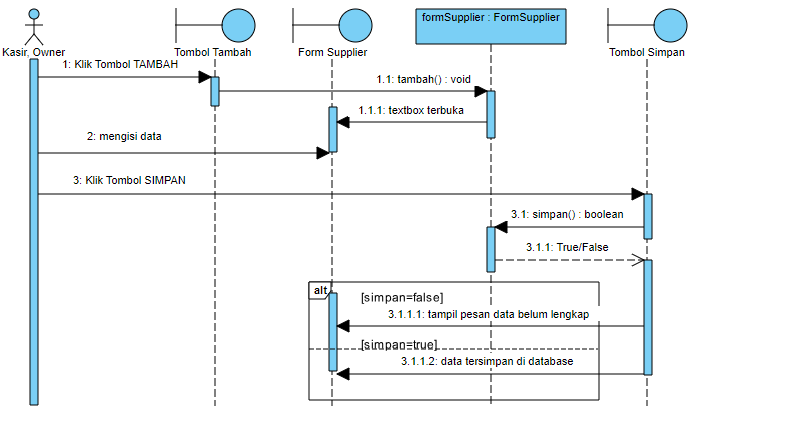 formSupplier : FormSupplier
Kasir, Owner
Tombol Tambah
Form Supplier
Tombol Simpan
1: Klik Tombol TAMBAH
1.1: tambah() : void
1.1.1: textbox terbuka
2: mengisi data
3: Klik Tombol SIMPAN
3.1: simpan() : boolean
3.1.1: True/False
alt
[simpan=false]
3.1.1.1: tampil pesan data belum lengkap
[simpan=true]
3.1.1.2: data tersimpan di database